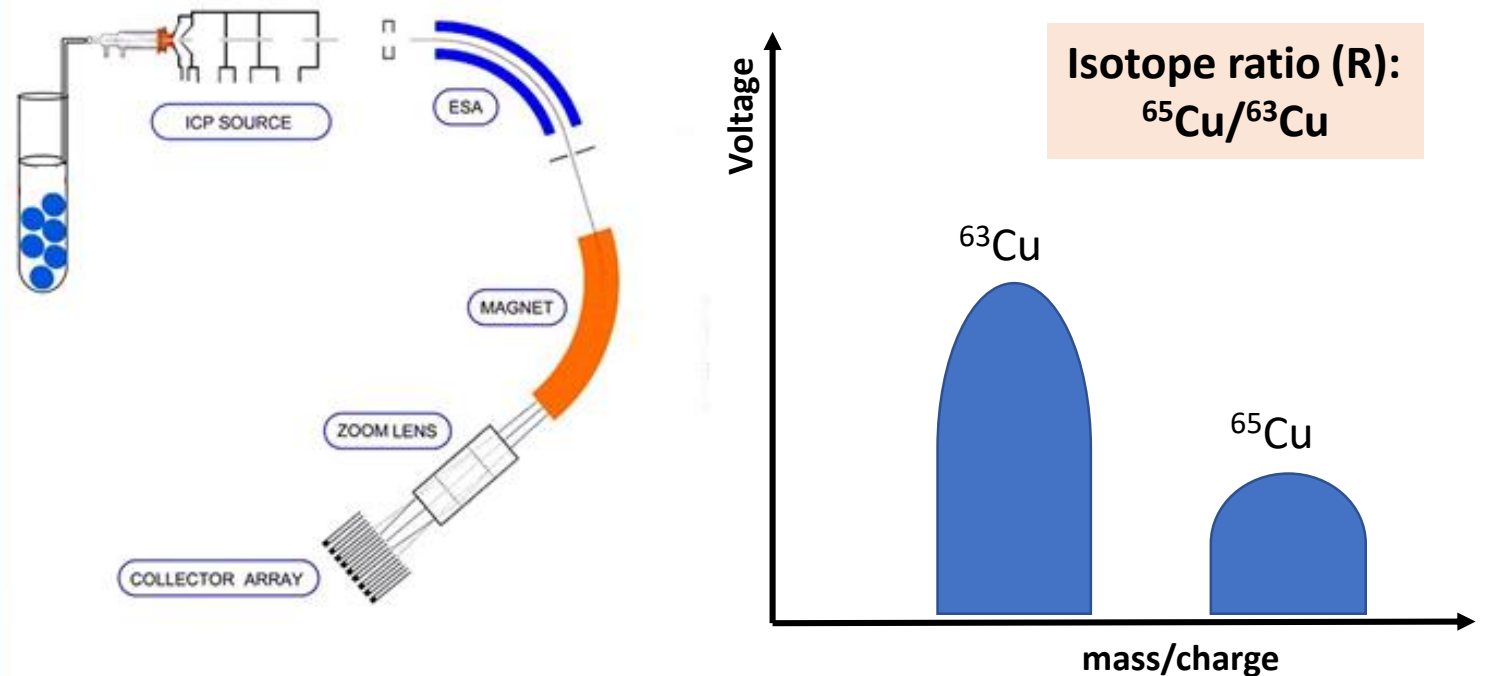 ICP SOURCE
ESA
MAGNET
ZOOM LENS
COLLECTOR ARRAY
Voltage
Isotope ratio (R):
⁶⁵Cu/⁶³Cu
⁶³Cu
⁶⁵Cu
mass/charge